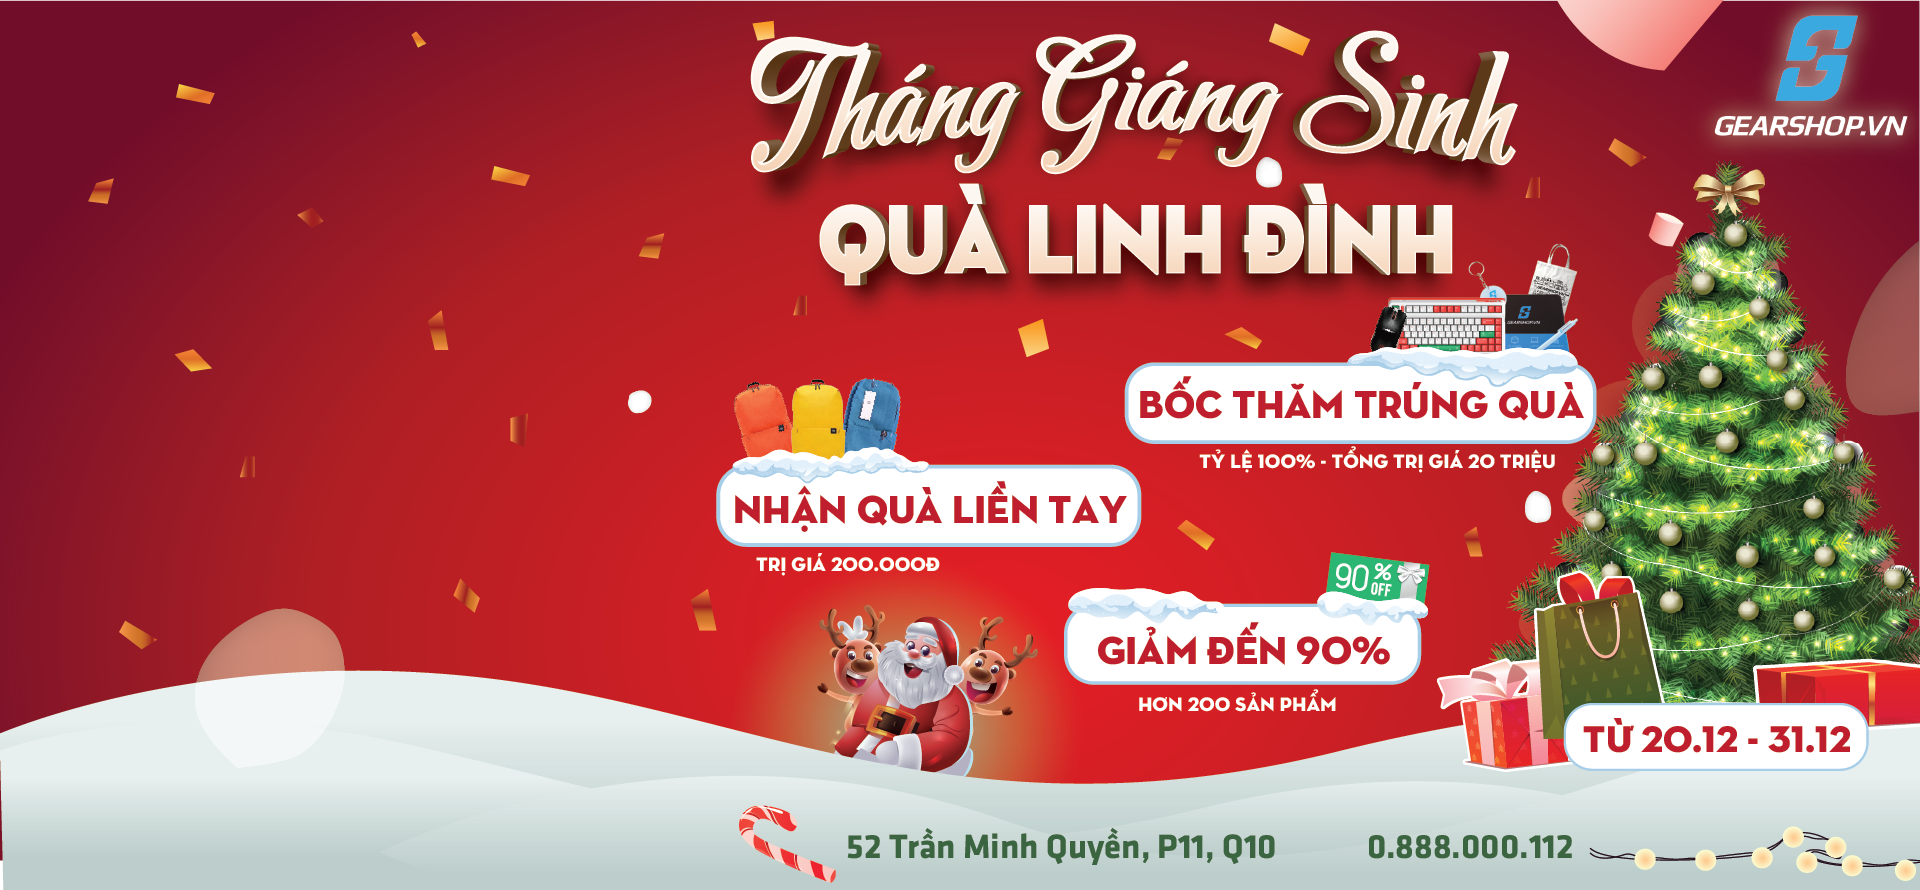 GEARSHOP.VN
Tháng Giáng Sinh
QUÀ LINH ĐÌNH
GEARSHOP.VN
BỐC THĂM TRÚNG QUÀ
TỶ LỆ 100% - TỔNG TRỊ GIÁ 20 TRIỆU
NHẬN QUÀ LIỀN TAY
TRỊ GIÁ 200.000Đ
90% OFF
GIẢM ĐẾN 90%
HƠN 200 SẢN PHẨM
TỪ 20.12 - 31.12
52 Trần Minh Quyền, P11, Q10
0.888.000.112